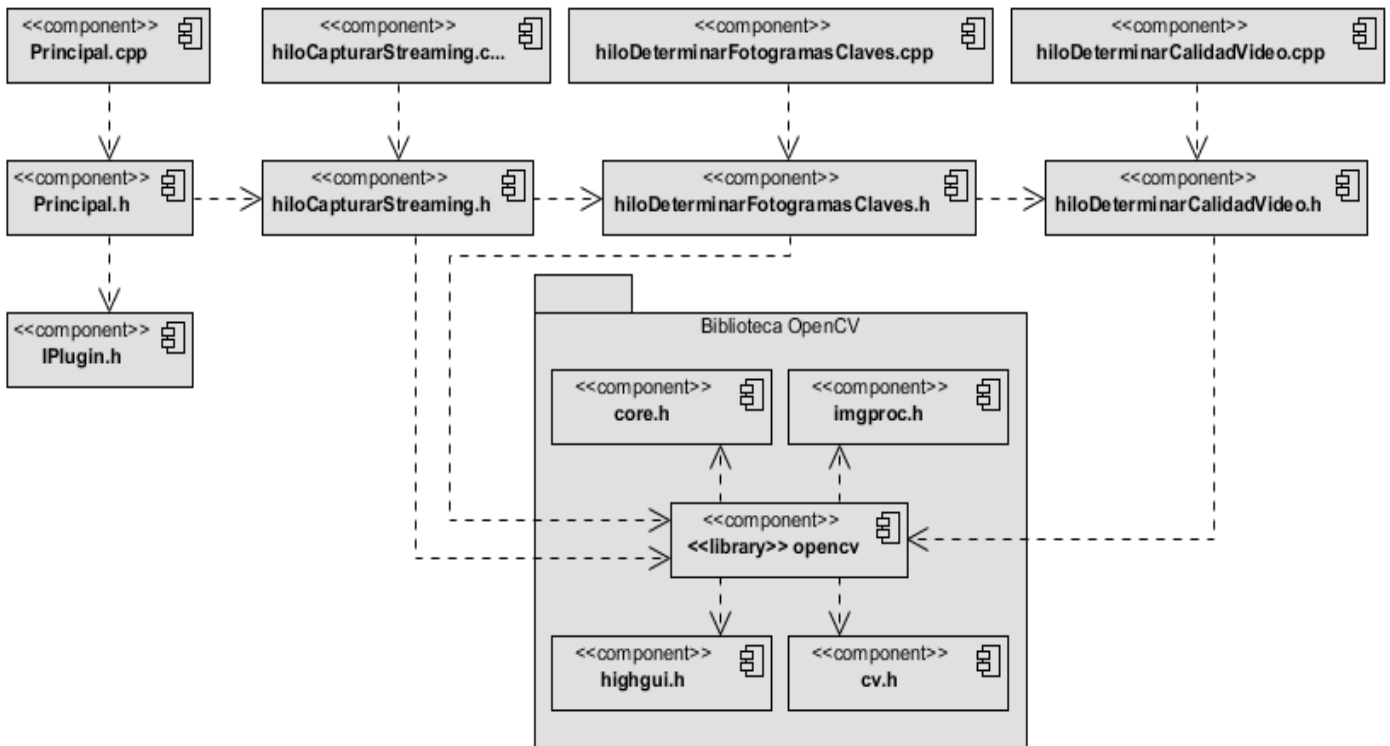 <<component>>
Principal.cpp
<<component>>
hiloCapturarStreaming.c...
<<component>>
hiloDeterminarFotogramasClaves.cpp
<<component>>
hiloDeterminarCalidadVideo.cpp
<<component>>
Principal.h
<<component>>
hiloCapturarStreaming.h
<<component>>
hiloDeterminarFotogramasClaves.h
<<component>>
hiloDeterminarCalidadVideo.h
<<component>>
IPlugin.h
Biblioteca OpenCV
<<component>>
core.h
<<component>>
imgproc.h
<<component>>
<<library>> opencv
<<component>>
highgui.h
<<component>>
cv.h